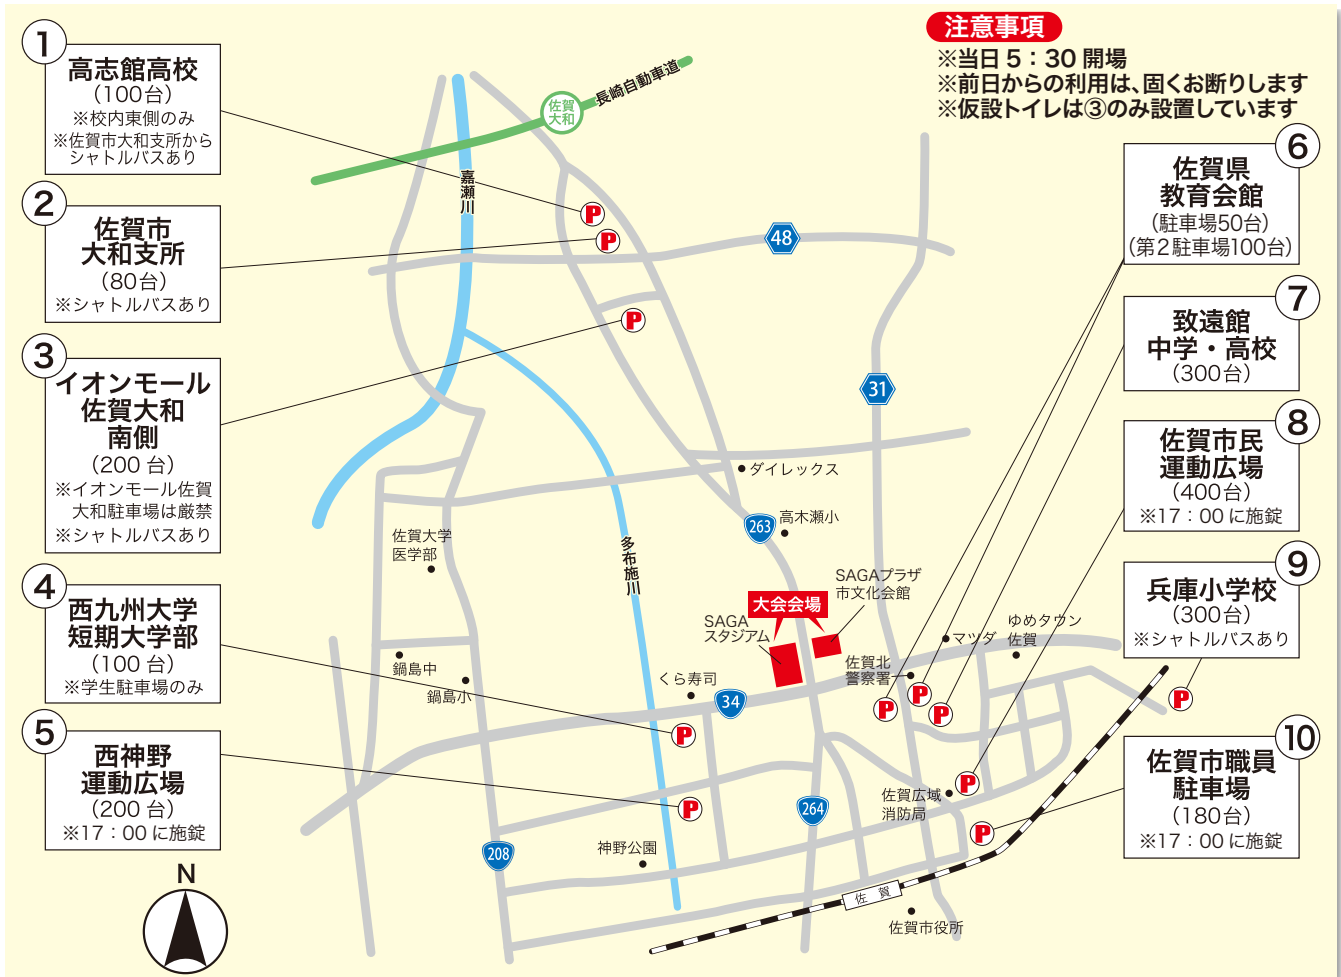 注意事項
※当日5：30開場
※前日からの利用は、固くお断りします
※仮設トイレは③のみ設置しています
1
高志館高校
（100台）
※校内東側のみ
※佐賀市大和支所から
シャトルバスあり
2
佐賀市
大和支所
（80台）
※シャトルバスあり
3
イオンモール
佐賀大和
南側
（200台）
※イオンモール佐賀
大和駐車場は厳禁
※シャトルバスあり
4
西九州大学
短期大学部
（100台）
※学生駐車場のみ
5
西神野
運動広場
（200台）
※17：00に施錠
6
佐賀県
教育会館
（駐車場50台）
（第2駐車場100台）
7
致遠館
中学・高校
（300台）
8
佐賀市民
運動広場
（400台）
※17：00に施錠
9
兵庫小学校
（300台）
※シャトルバスあり
10
佐賀市職員
駐車場
（180台）
※17：00に施錠
長崎自動車道
佐賀
大和
嘉瀬川
P
P
48
P
31
ダイレックス
263
高木瀬小
佐賀大学
医学部
多布施川
SAGAプラザ
市文化会館
大会会場
SAGA
スタジアム
ゆめタウン
佐賀
マツダ
佐賀北
警察署
鍋島中
鍋島小
くら寿司
34
P
P
P
P
P
P
P
P
佐賀広域
消防局
264
208
神野公園
佐賀
佐賀市役所
N